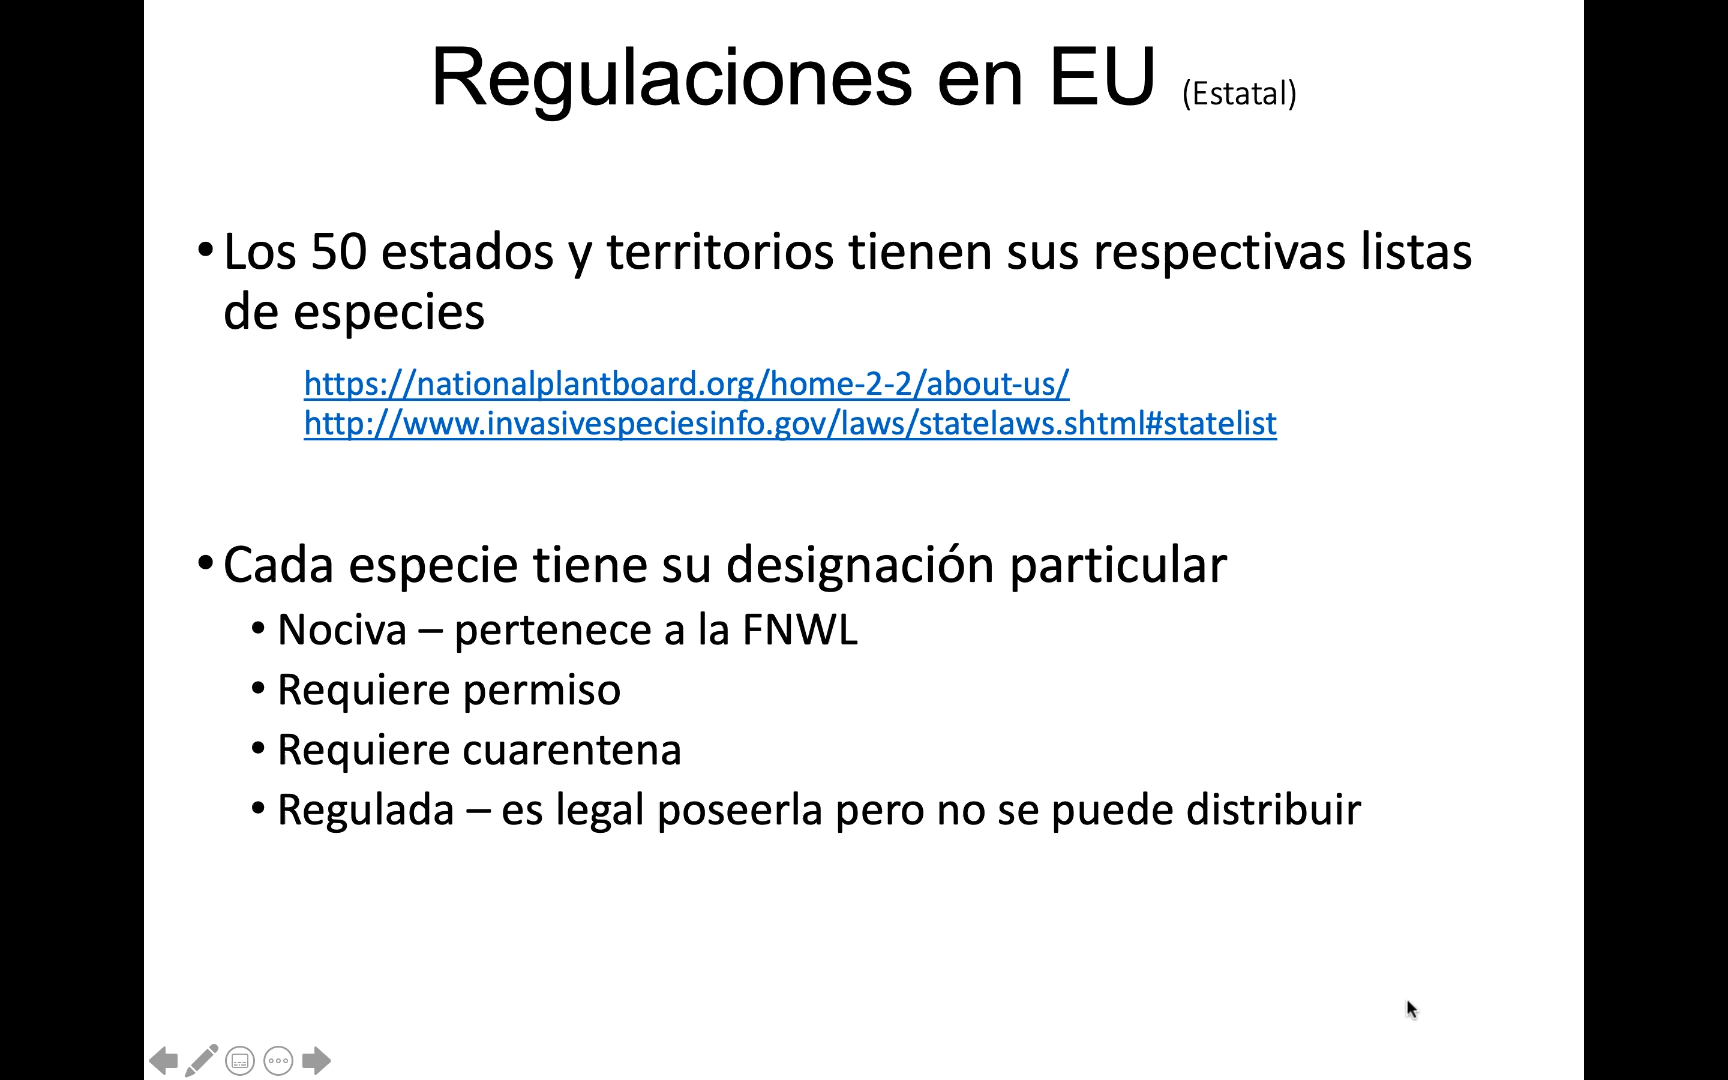 Regulaciones en EU (Estatal)
• Los 50 estados y territorios tienen sus respectivas listas
de especies
https://nationalplantboard.org/home-2-2/about-us/
http://www.invasivespeciesinfo.gov/laws/statelaws.shtml#statelist
• Cada especie tiene su designación particular
• Nociva – pertenece a la FNWL
• Requiere permiso
• Requiere cuarentena
• Regulada – es legal poseerla pero no se puede distribuir